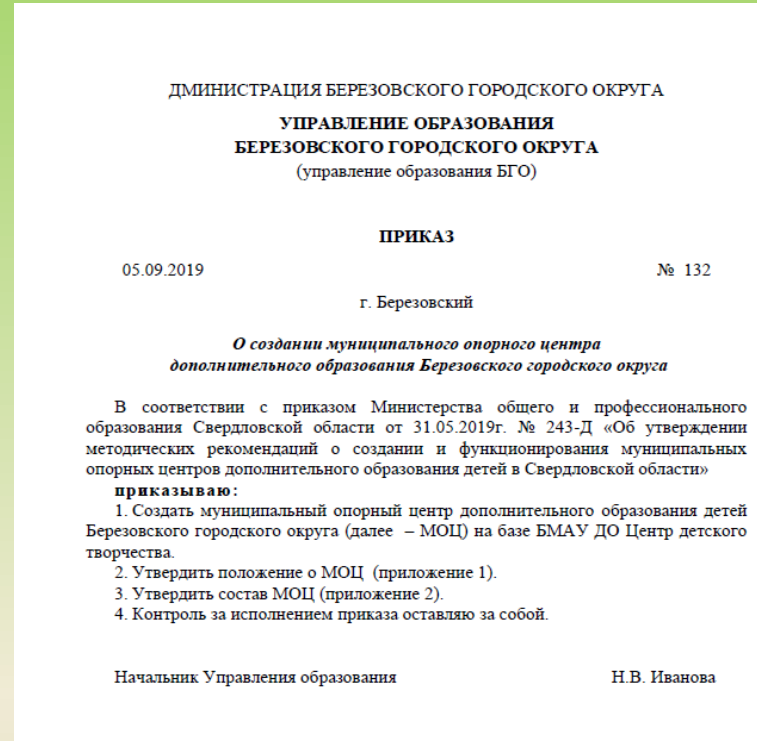 ДМИНИСТРАЦИЯ БЕРЕЗОВСКОГО ГОРОДСКОГО ОКРУГА
УПРАВЛЕНИЕ ОБРАЗОВАНИЯ
БЕРЕЗОВСКОГО ГОРОДСКОГО ОКРУГА
(управление образования БГО)
ПРИКАЗ
05.09.2019 № 132
г. Березовский
О создании муниципального опорного центра
дополнительного образования Березовского городского округа
В соответствии с приказом Министерства общего и профессионального
образования Свердловской области от 31.05.2019г. № 243-Д «Об утверждении
методических рекомендаций о создании и функционирования муниципальных
опорных центров дополнительного образования детей в Свердловской области»
приказываю:
1. Создать муниципальный опорный центр дополнительного образования детей
Березовского городского округа (далее – МОЦ) на базе БМАУ ДО Центр детского
творчества.
2. Утвердить положение о МОЦ (приложение 1).
3. Утвердить состав МОЦ (приложение 2).
4. Контроль за исполнением приказа оставляю за собой.
Начальник Управления образования Н.В. Иванова